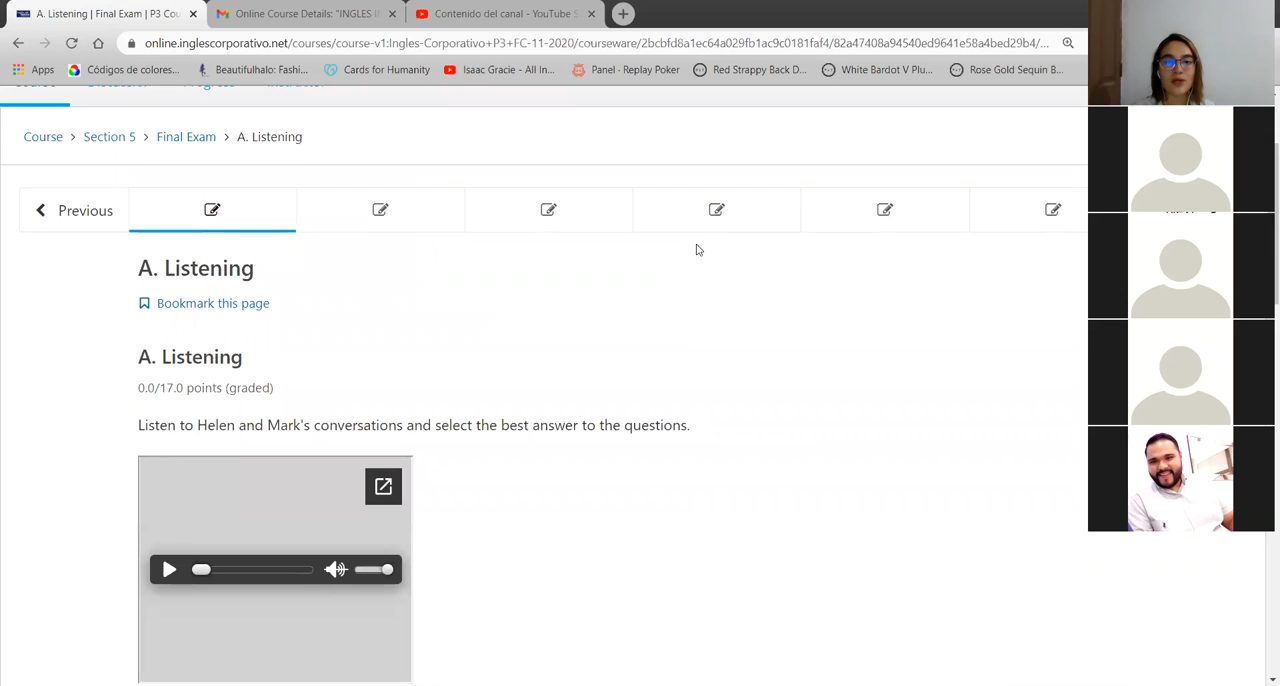 A. Listening | Final Exam | P3 Cou
Online Course Details: "INGLES I
Contenido del canal - YouTube S
online.inglescorporativo.net/courses/course-v1:Ingles-Corporativo+P3+FC-11-2020/courseware/2bcbfd8a1ec64a029fb1ac9c0181faf4/82a47408a94540ed9641e58a4bed29b4/...
Apps
Códigos de colores...
Beautifulhalo: Fashi...
Cards for Humanity
Isaac Gracie - All In...
Panel · Replay Poker
Red Strappy Back D...
White Bardot V Plu...
Rose Gold Sequin B...
Course > Section 5 > Final Exam > A. Listening
Previous
A. Listening
Bookmark this page
A. Listening
0.0/17.0 points (graded)
Listen to Helen and Mark's conversations and select the best answer to the questions.